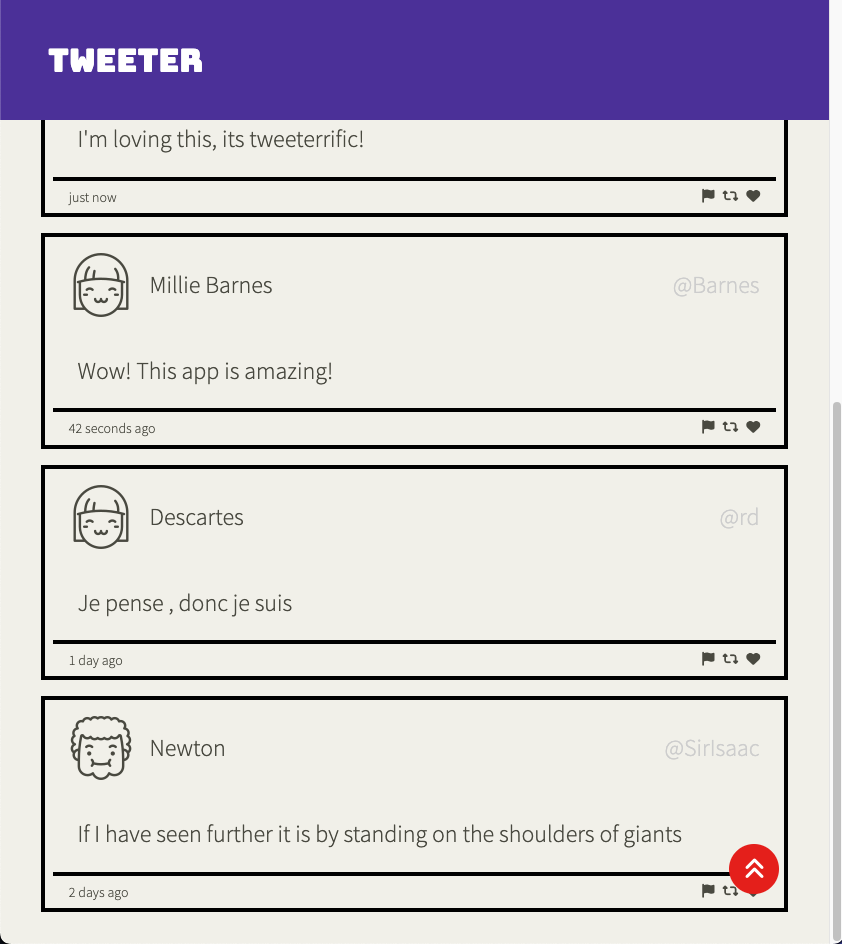 TWEETER
I'm loving this, its tweeterrific!
just now
Millie Barnes @Barnes
Wow! This app is amazing!
42 seconds ago
Descartes @rd
Je pense , donc je suis
1 day ago
Newton @SirIsaac
If I have seen further it is by standing on the shoulders of giants
2 days ago